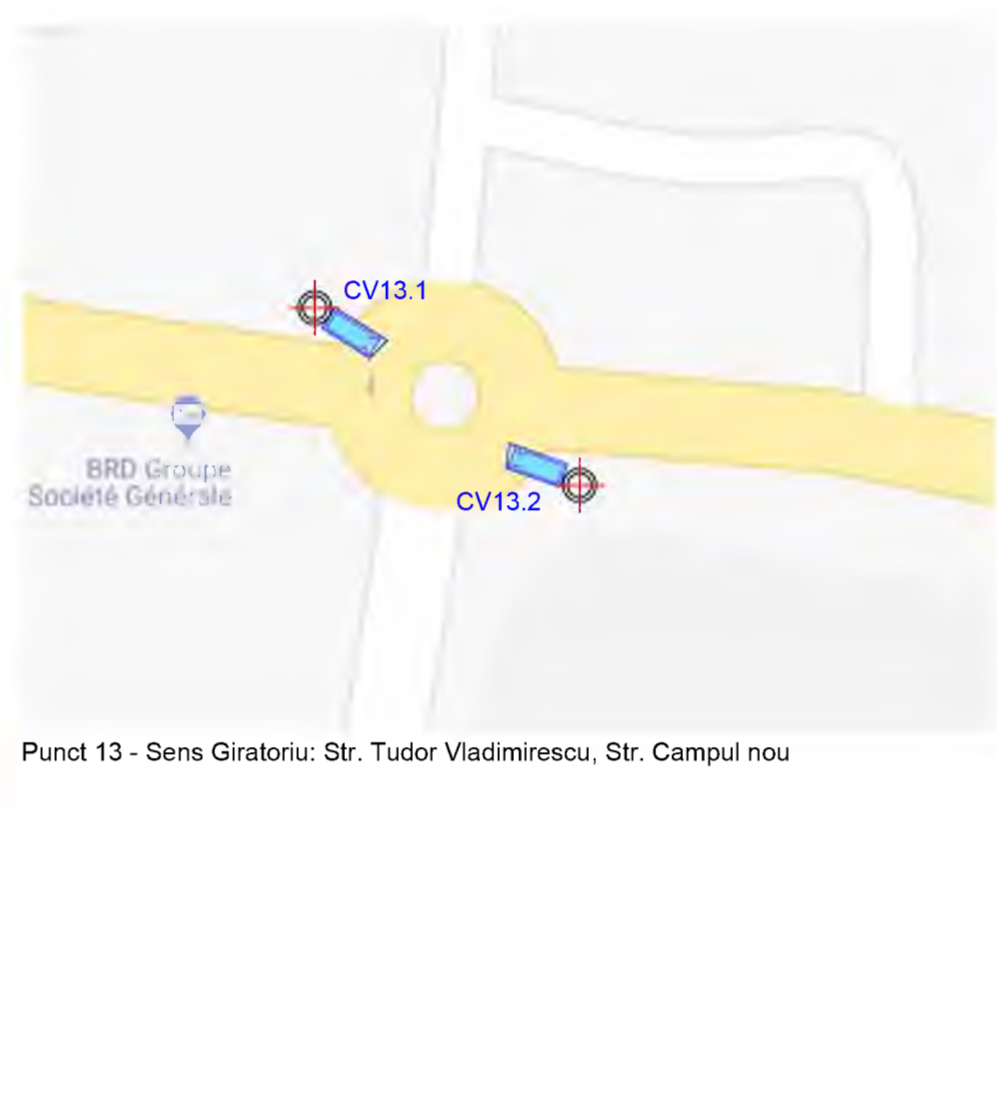 CV13.1
BRD Groupe
Société Générale
CV13.2
Punct 13 - Sens Giratoriu: Str. Tudor Vladimirescu, Str. Campul nou